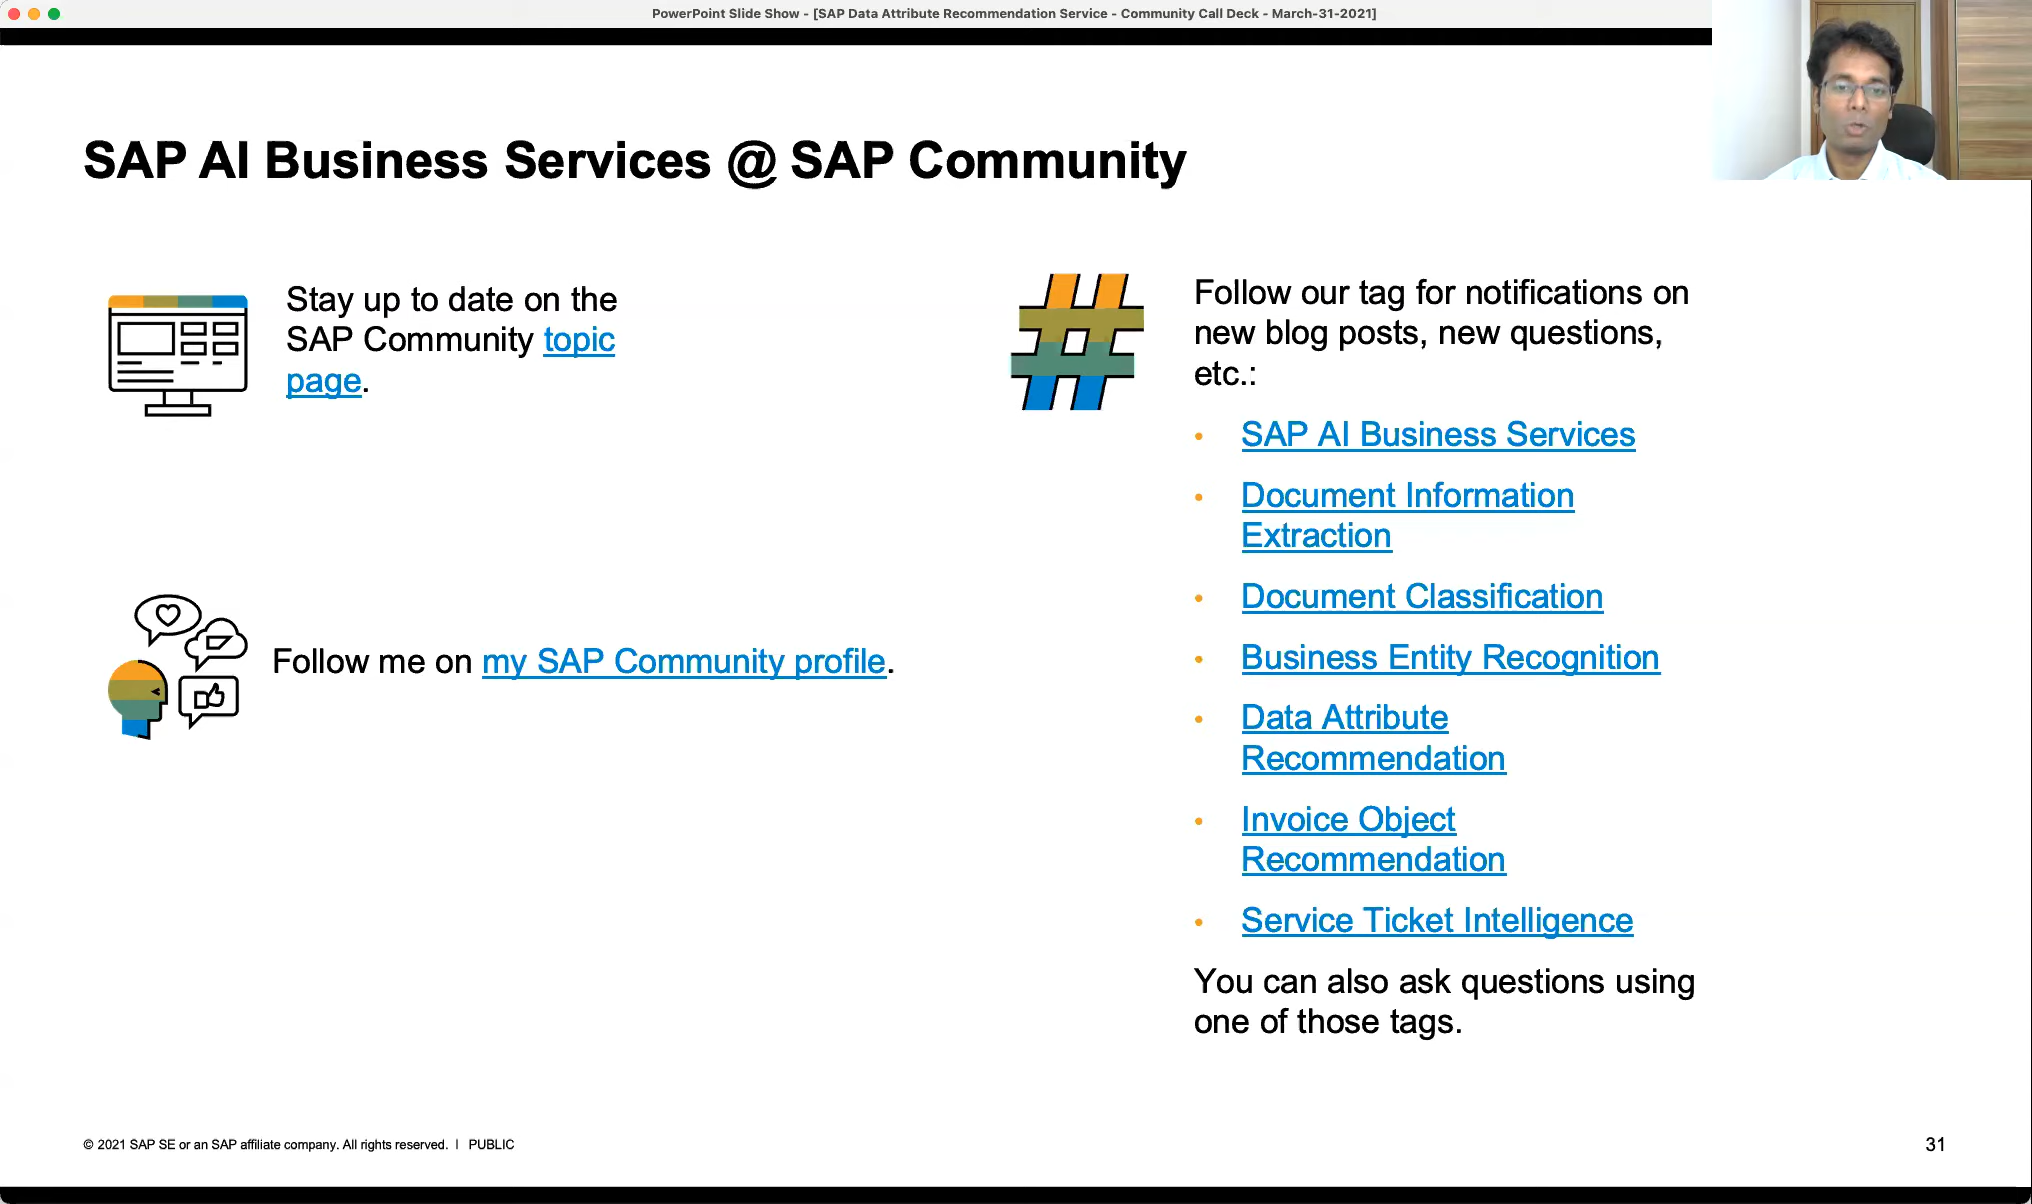 PowerPoint Slide Show - [SAP Data Attribute Recommendation Service - Community Call Deck - March-31-2021]
SAP AI Business Services @ SAP Community
Stay up to date on the
SAP Community topic
page.
Follow me on my SAP Community profile.
Follow our tag for notifications on
new blog posts, new questions,
etc.:
• SAP AI Business Services
• Document Information
Extraction
• Document Classification
• Business Entity Recognition
• Data Attribute
Recommendation
• Invoice Object
Recommendation
• Service Ticket Intelligence
You can also ask questions using
one of those tags.
© 2021 SAP SE or an SAP affiliate company. All rights reserved. | PUBLIC
31